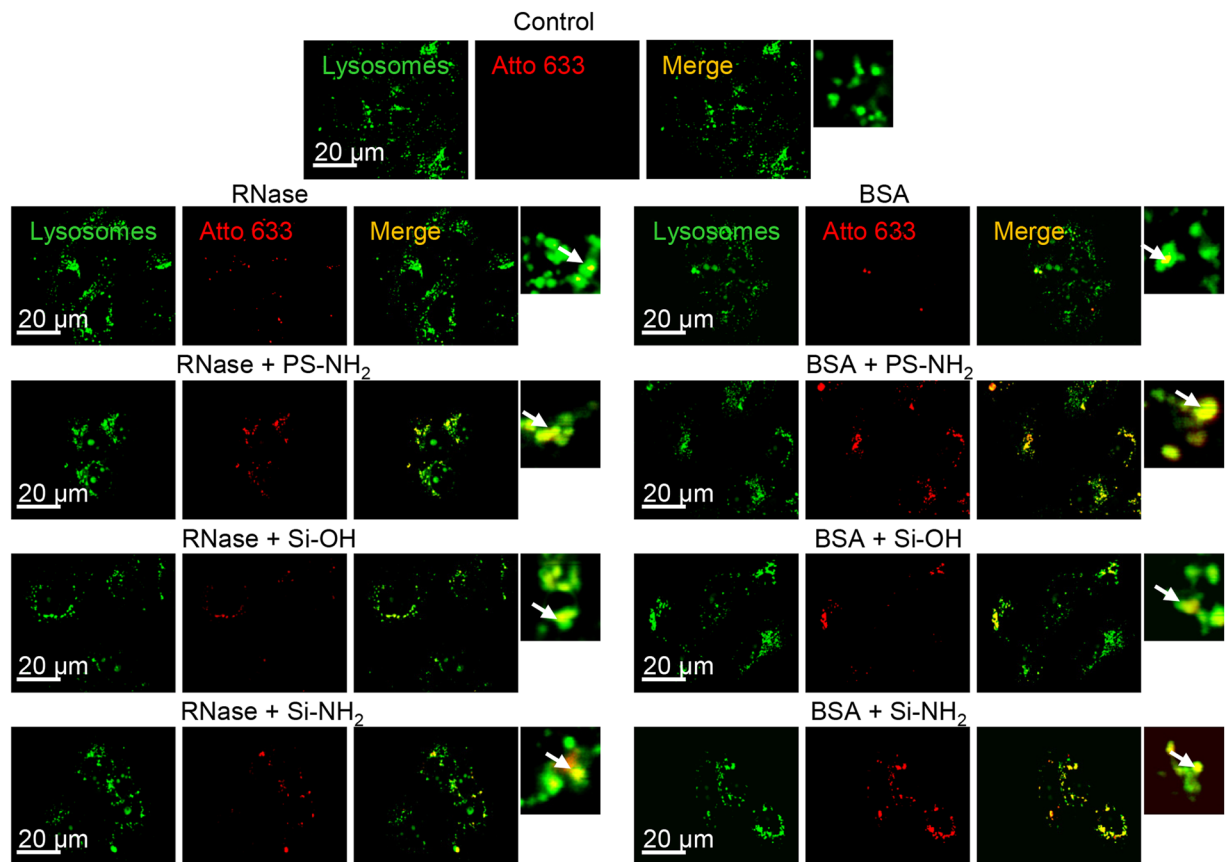 Control
Lysosomes Atto 633 Merge
20 µm
RNase
Lysosomes Atto 633 Merge
20 µm
BSA
Lysosomes Atto 633 Merge
20 µm
RNase + PS-NH₂
20 µm
BSA + PS-NH₂
20 µm
RNase + Si-OH
20 µm
BSA + Si-OH
20 µm
RNase + Si-NH₂
20 µm
BSA + Si-NH₂
20 µm